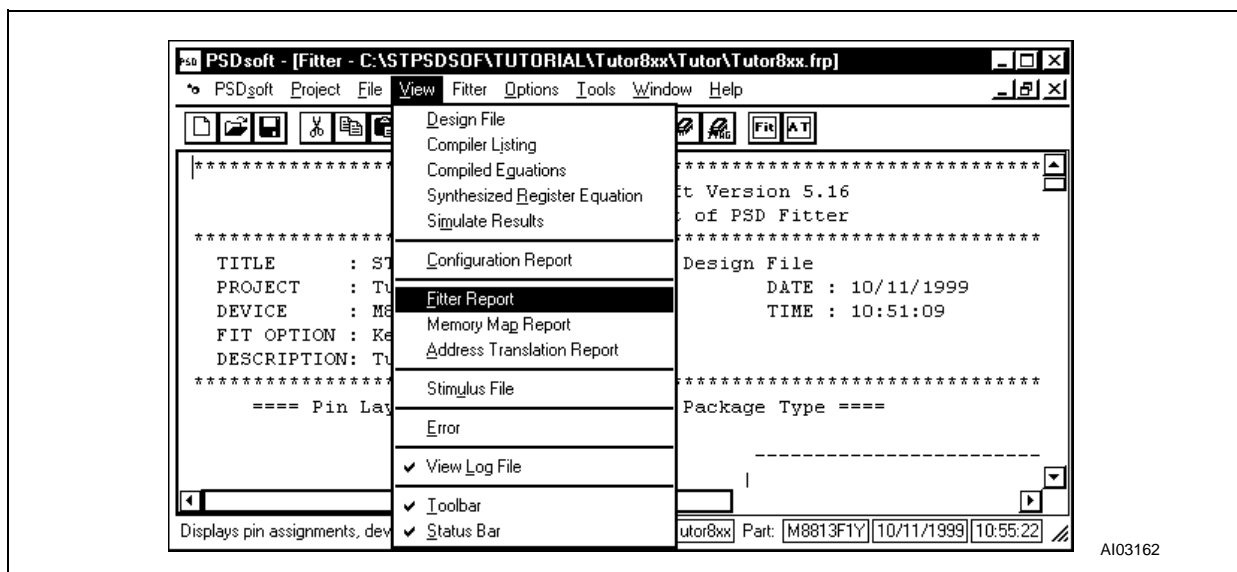 PSD PSDsoft - [Fitter - C:\STPSDSOF\TUTORIAL\Tutor8xx\Tutor\Tutor8xx.frp]
PSDsoft Project File View Fitter Options Tools Window Help
Fit AT
Design File
Compiler Listing
Compiled Equations
Synthesized Register Equation
Simulate Results
Configuration Report
Fitter Report
Memory Map Report
Address Translation Report
Stimulus File
Error
View Log File
Toolbar
Status Bar
t Version 5.16
of PSD Fitter
TITLE : ST Design File
PROJECT : Tu DATE : 10/11/1999
DEVICE : M8 TIME : 10:51:09
FIT OPTION : Ke
DESCRIPTION: Tu
==== Pin Lay Package Type ====
Displays pin assignments, dev utor8xx Part: M8813F1Y 10/11/1999 10:55:22
AI03162